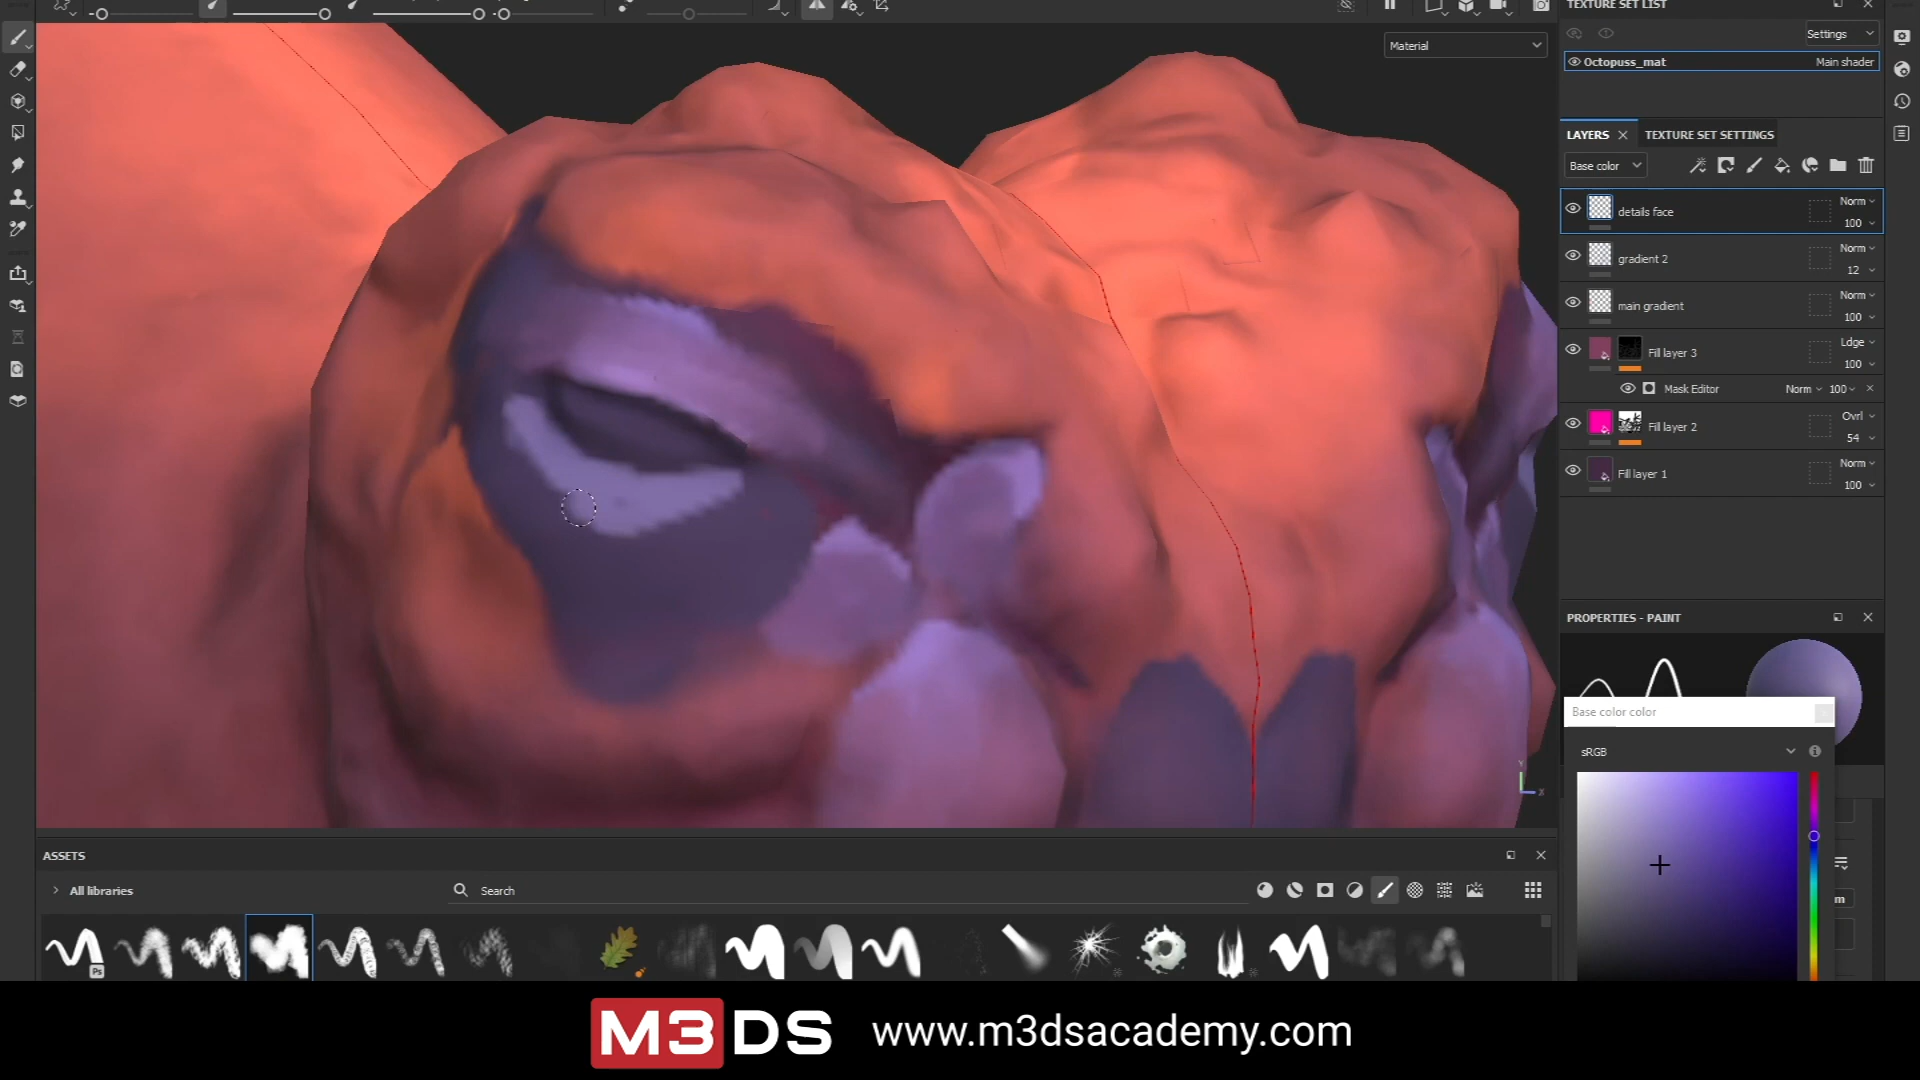 TEXTURE SET LIST
Settings
Octopuss_mat Main shader
Material
LAYERS TEXTURE SET SETTINGS
Base color
details face Norm 100
gradient 2 Norm 12
main gradient Norm 100
Fill layer 3 Ldge 100
Mask Editor Norm 100
Fill layer 2 Ovrl 54
Fill layer 1 Norm 100
PROPERTIES - PAINT
Base color color
sRGB
Y
X
m
ASSETS
All libraries
Search
Ps
M3DS www.m3dsacademy.com